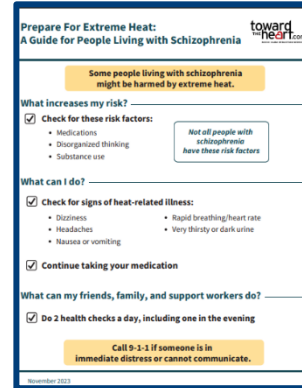 Prepare For Extreme Heat:
A Guide for People Living with Schizophrenia
toward
THE heart.com
Some people living with schizophrenia
might be harmed by extreme heat.
What increases my risk?
Check for these risk factors:
• Medications
• Disorganized thinking
• Substance use
Not all people with
schizophrenia
have these risk factors
What can I do?
Check for signs of heat-related illness:
• Dizziness
• Headaches
• Nausea or vomiting
• Rapid breathing/heart rate
• Very thirsty or dark urine
Continue taking your medication
What can my friends, family, and support workers do?
Do 2 health checks a day, including one in the evening
Call 9-1-1 if someone is in
immediate distress or cannot communicate.
November 2023